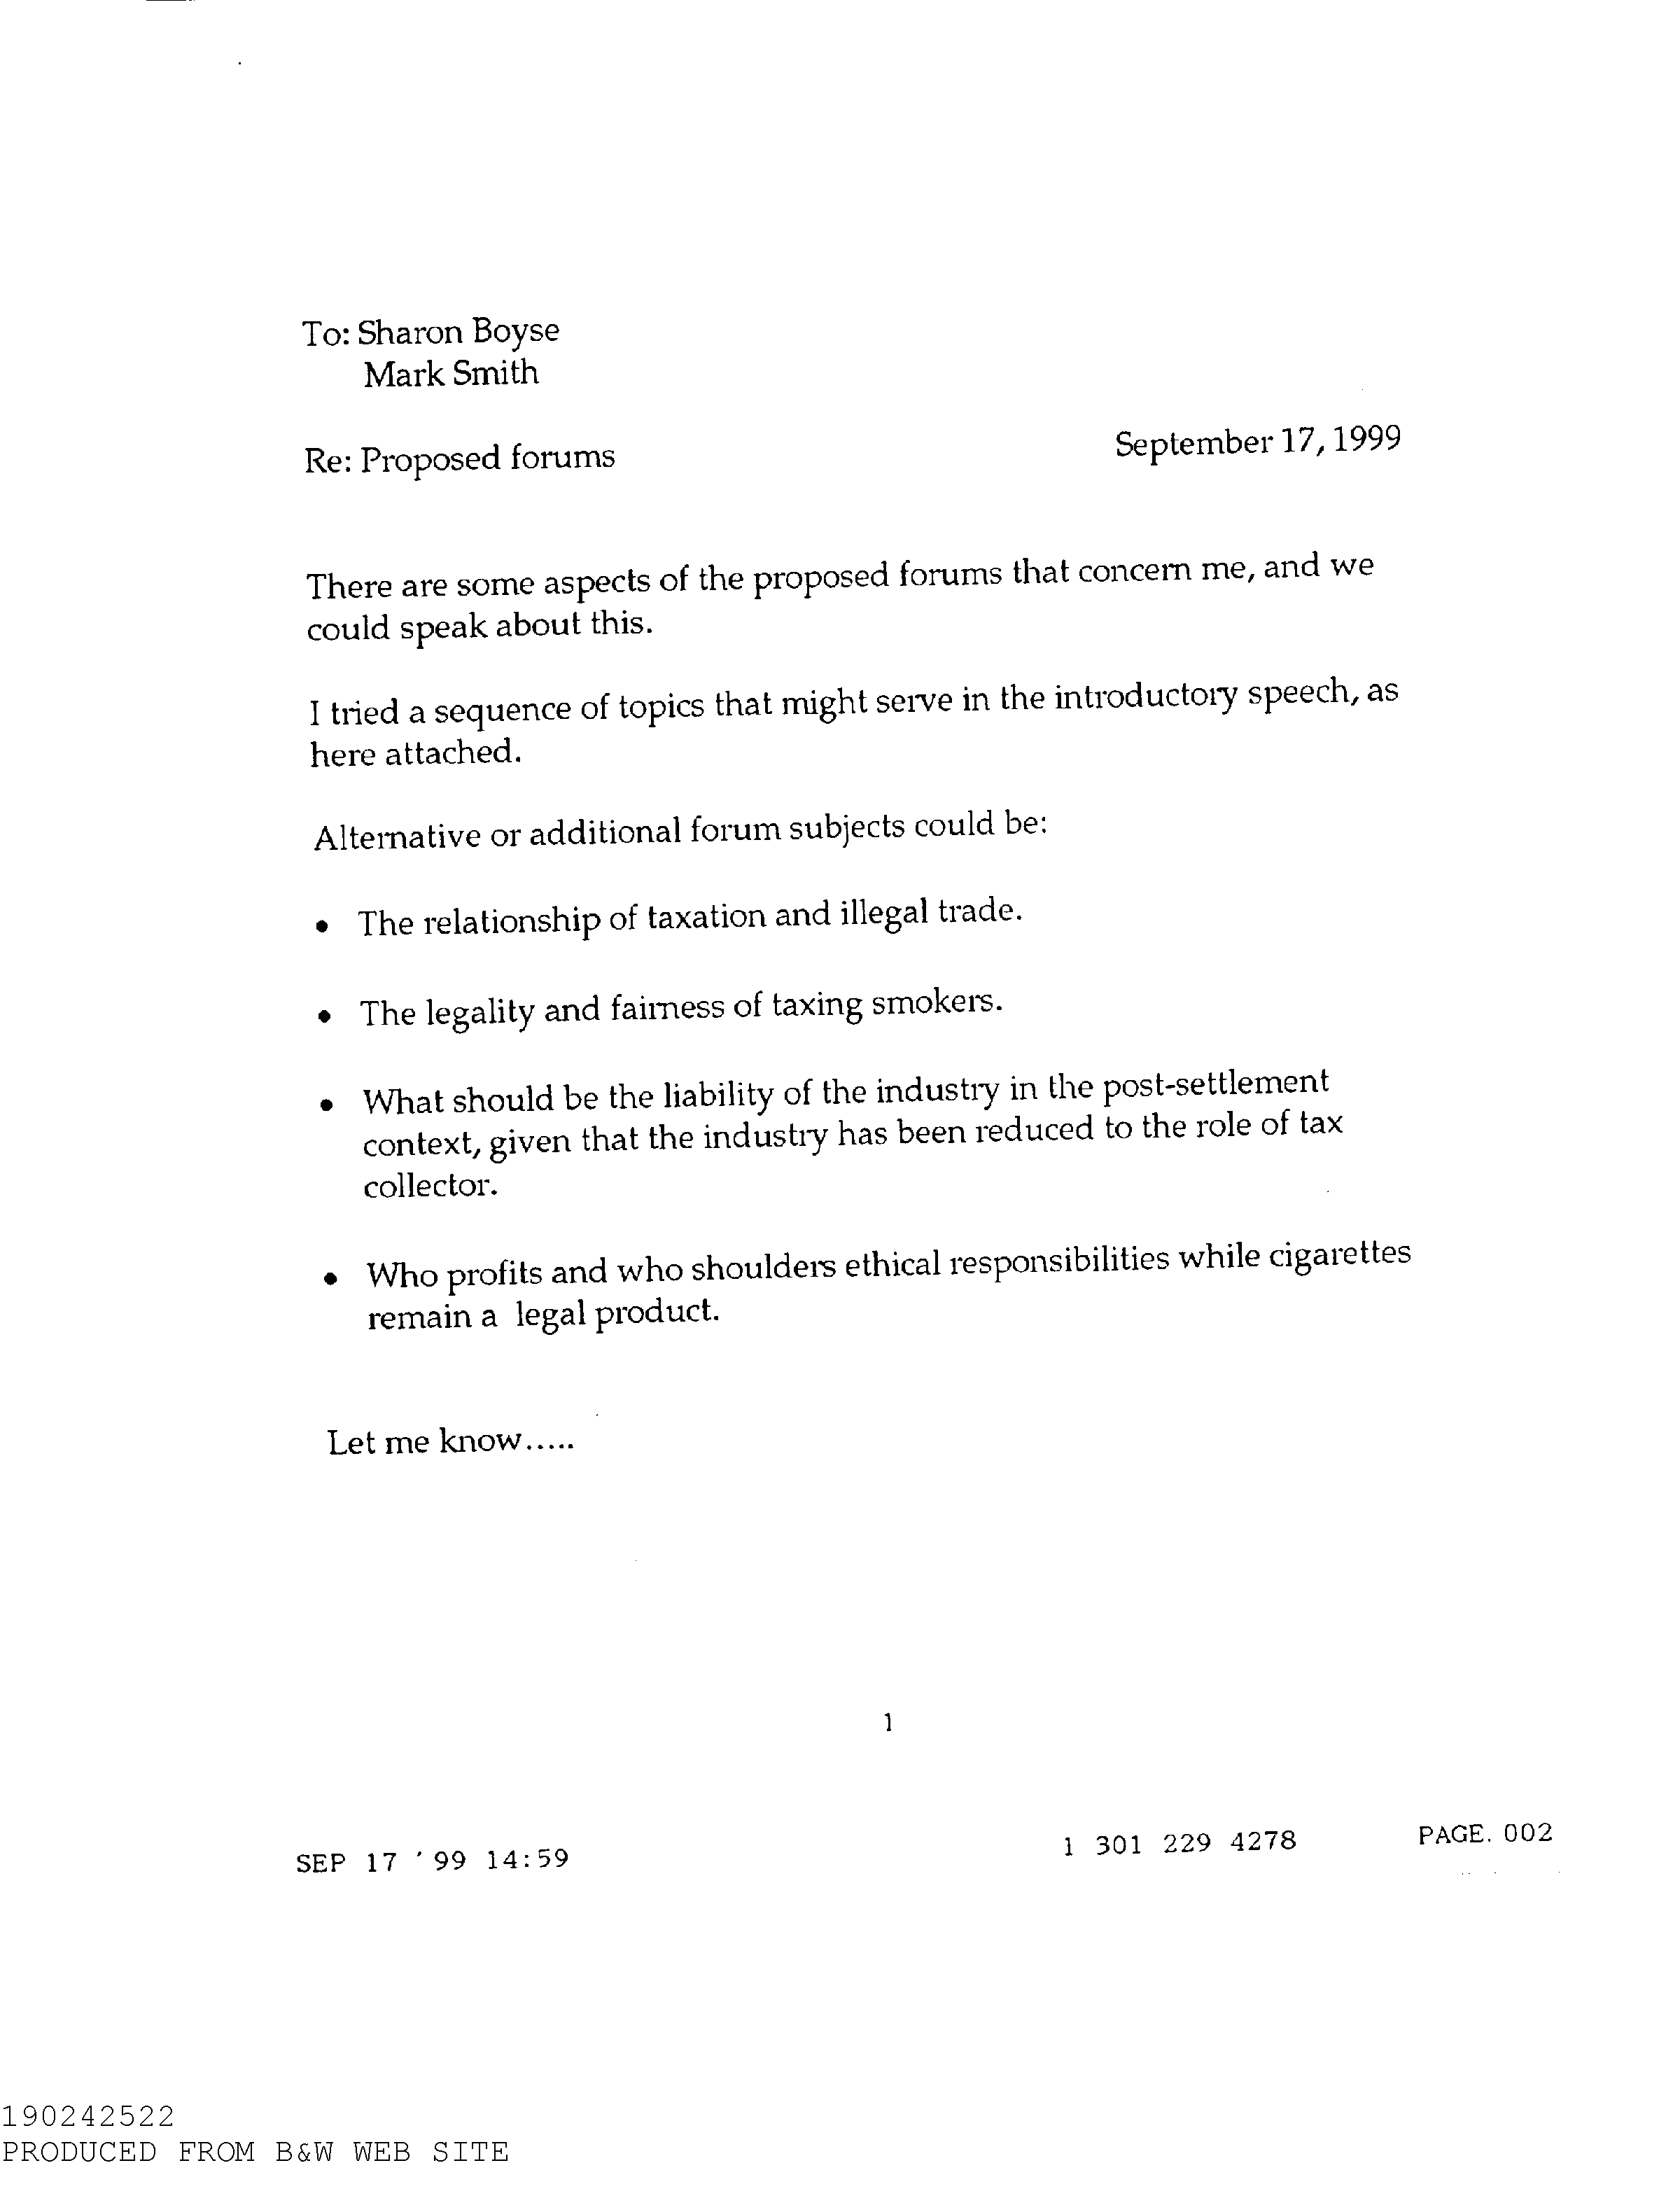 To: Sharon Boyse
Mark Smith
Re: Proposed forums
September 17, 1999
There are some aspects of the proposed forums that concern me, and we
could speak about this.
I tried a sequence of topics that might serve in the introductory speech, as
here attached.
Alternative or additional forum subjects could be:
• The relationship of taxation and illegal trade.
• The legality and fairness of taxing smokers.
• What should be the liability of the industry in the post-settlement
context, given that the industry has been reduced to the role of tax
collector.
• Who profits and who shoulders ethical responsibilities while cigarettes
remain a legal product.
Let me know.....
1
SEP 17 '99 14:59
1 301 229 4278
PAGE. 002
190242522
PRODUCED FROM B&W WEB SITE